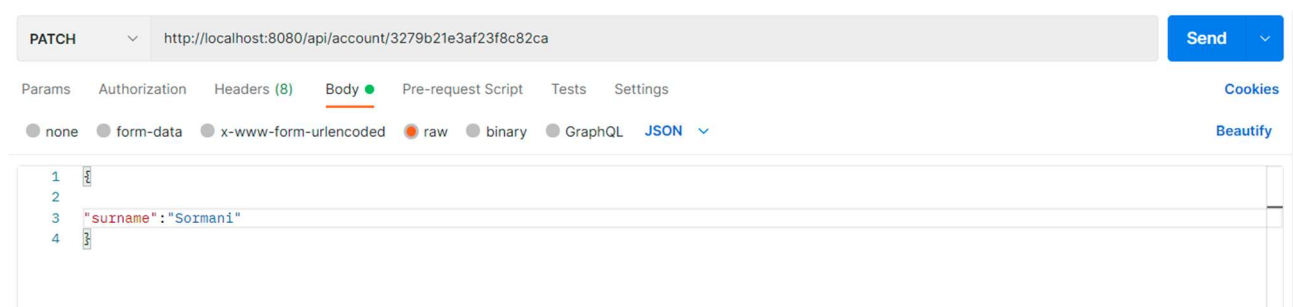 PATCH http://localhost:8080/api/account/3279b21e3af23f8c82ca Send
Params Authorization Headers (8) Body Pre-request Script Tests Settings Cookies
none form-data x-www-form-urlencoded raw binary GraphQL JSON Beautify
1 {
2
3 "surname":"Sormani"
4 }